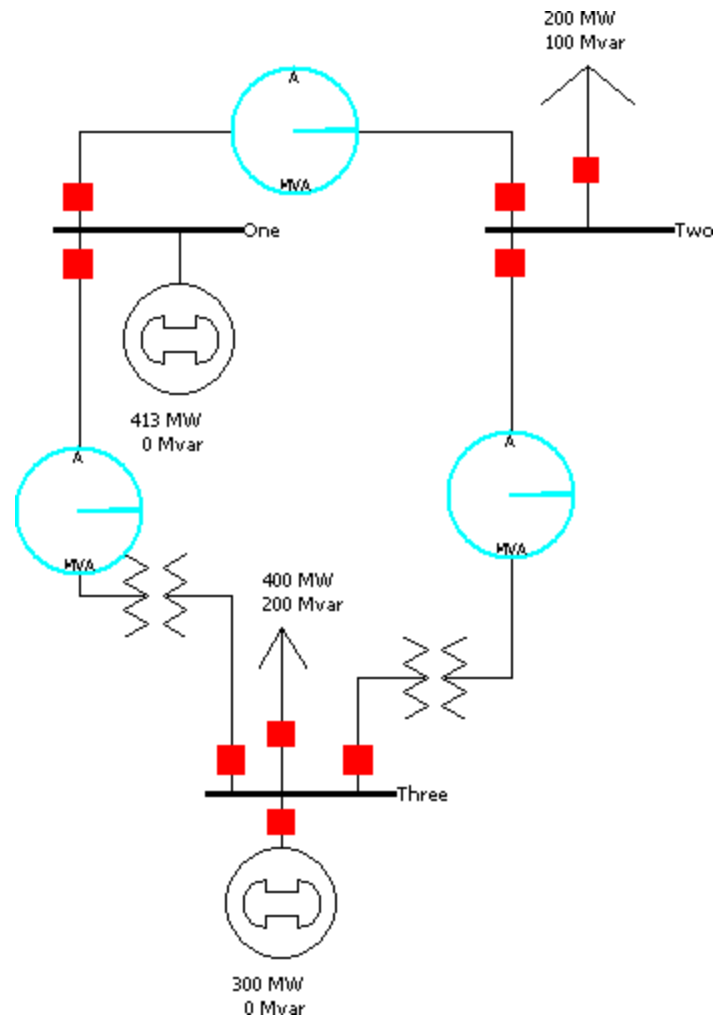 200 MW
100 Mvar
A
MVA
One
Two
413 MW
0 Mvar
A
MVA
A
MVA
400 MW
200 Mvar
Three
300 MW
0 Mvar